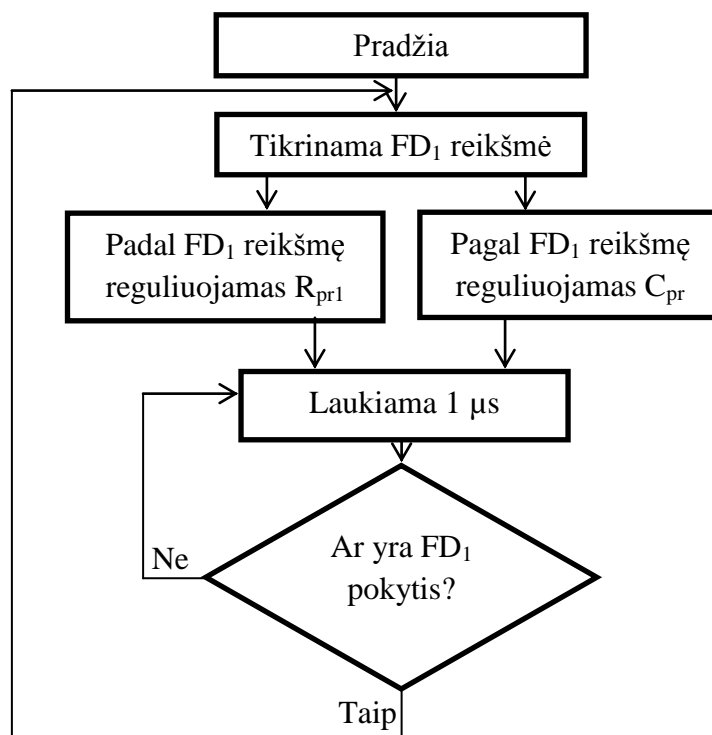 Pradžia
Tikrinama FD₁ reikšmė
Padal FD₁ reikšmę
reguliuojamas Rpr1
Pagal FD₁ reikšmę
reguliuojamas Cpr
Laukiama 1 µs
Ar yra FD₁
pokytis?
Ne
Taip